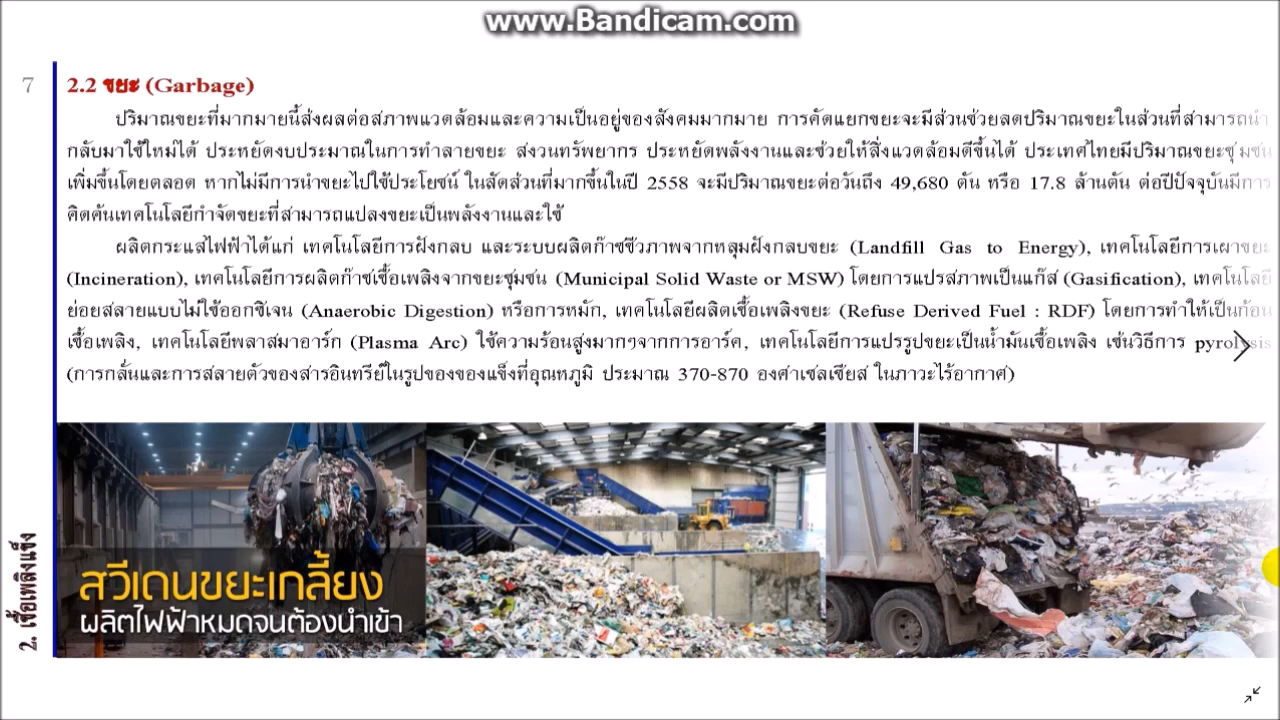 www.Bandicam.com
7
2.2 ขยะ (Garbage)
ปริมาณขยะที่มากมายนี้ส่งผลต่อสภาพแวดล้อมและความเป็นอยู่ของสังคมมากมาย การคัดแยกขยะจะมีส่วนช่วยลดปริมาณขยะในส่วนที่สามารถนำ
กลับมาใช้ใหม่ได้ ประหยัดงบประมาณในการทำลายขยะ สงวนทรัพยากร ประหยัดพลังงานและช่วยให้สิ่งแวดล้อมดีขึ้นได้ ประเทศไทยมีปริมาณขยะชุมชน
เพิ่มขึ้นโดยตลอด หากไม่มีการนำขยะไปใช้ประโยชน์ ในสัดส่วนที่มากขึ้นในปี 2558 จะมีปริมาณขยะต่อวันถึง 49,680 ตัน หรือ 17.8 ล้านตัน ต่อปีปัจจุบันมีการ
คิดค้นเทคโนโลยีกำจัดขยะที่สามารถแปลงขยะเป็นพลังงานและใช้
ผลิตกระแสไฟฟ้าได้แก่ เทคโนโลยีการฝังกลบ และระบบผลิตก๊าซชีวภาพจากหลุมฝังกลบขยะ (Landfill Gas to Energy), เทคโนโลยีการเผาขยะ
(Incineration), เทคโนโลยีการผลิตก๊าซเชื้อเพลิงจากขยะชุมชน (Municipal Solid Waste or MSW) โดยการแปรสภาพเป็นแก๊ส (Gasification), เทคโนโลยี
ย่อยสลายแบบไม่ใช้ออกซิเจน (Anaerobic Digestion) หรือการหมัก, เทคโนโลยีผลิตเชื้อเพลิงขยะ (Refuse Derived Fuel : RDF) โดยการทำให้เป็นก้อน
เชื้อเพลิง, เทคโนโลยีพลาสมาอาร์ก (Plasma Arc) ใช้ความร้อนสูงมากๆจากการอาร์ค, เทคโนโลยีการแปรรูปขยะเป็นน้ำมันเชื้อเพลิง เช่นวิธีการ pyrolysis
(การกลั่นและการสลายตัวของสารอินทรีย์ในรูปของของแข็งที่อุณหภูมิ ประมาณ 370-870 องศาเซลเซียส ในภาวะไร้อากาศ)
สวีเดนขยะเกลี้ยง
ผลิตไฟฟ้าหมดจนต้องนำเข้า
2. เชื้อเพลิงแข็ง